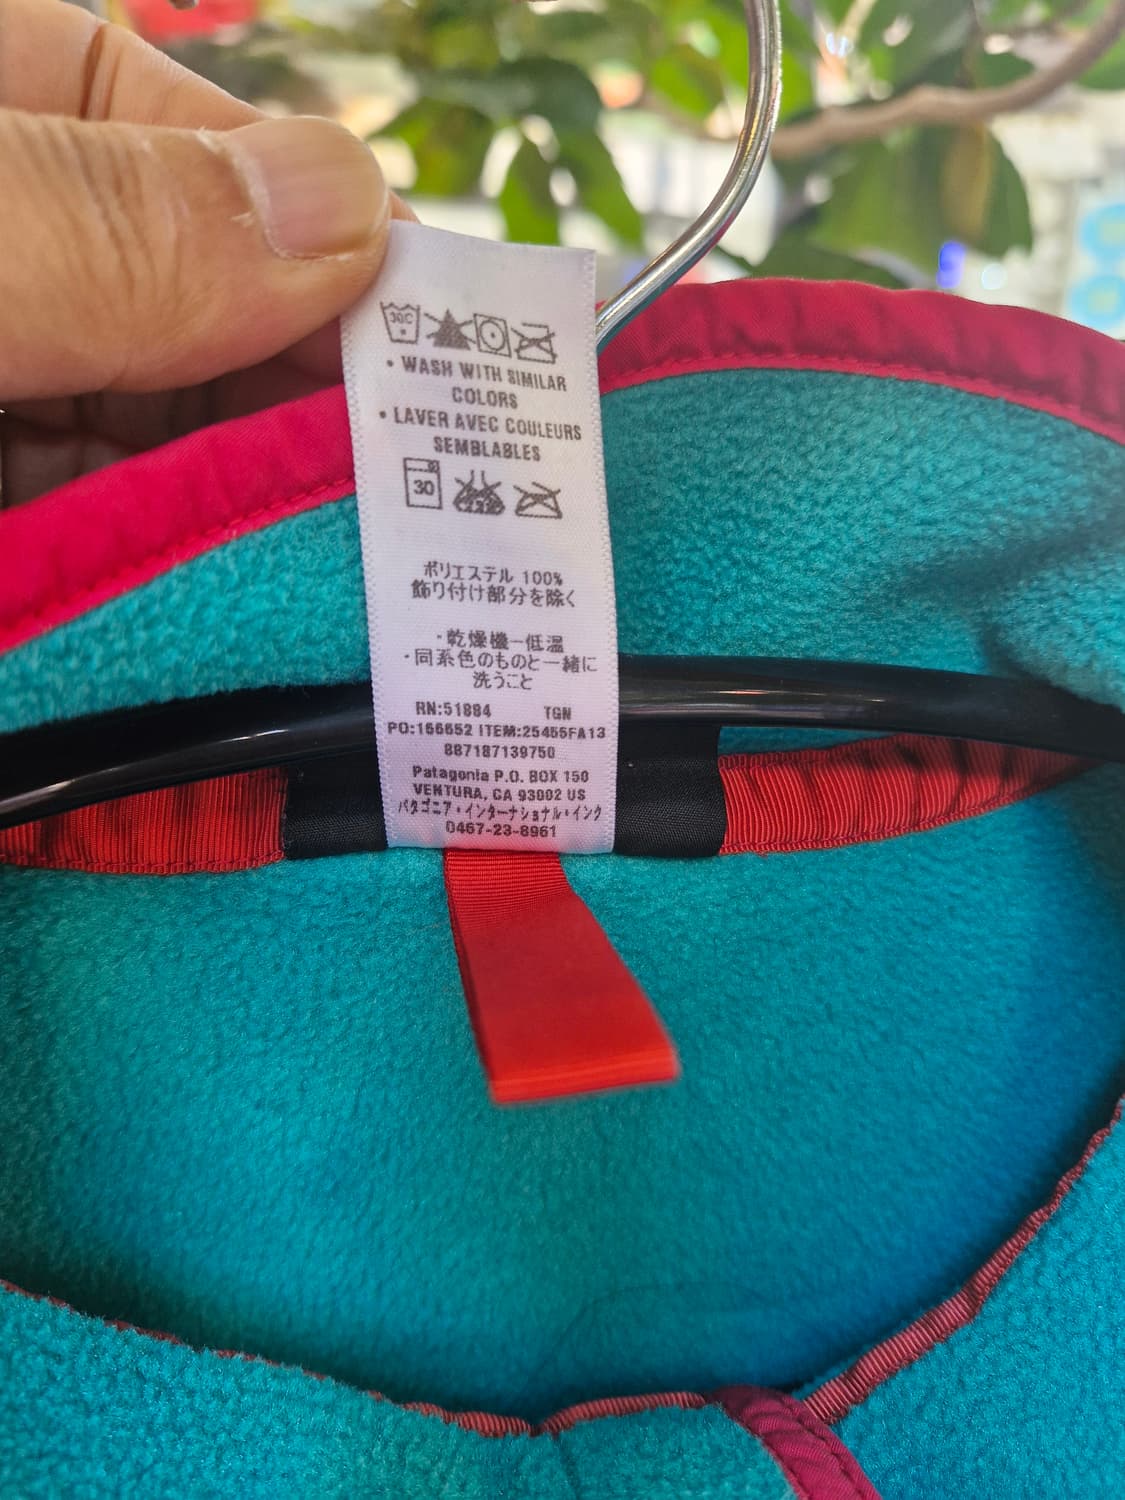 30C
• WASH WITH SIMILAR
COLORS
• LAVER AVEC COULEURS
SEMBLABLES
30
ポリエステル 100%
飾り付け部分を除く
・乾燥機ー低温
・同系色のものと一緒に
洗うこと
RN:51884 TGN
PO:166652 ITEM:25455FA13
887187139750
Patagonia P.O. BOX 150
VENTURA, CA 93002 US
パタゴニア・インターナショナル・インク
0467-23-8961